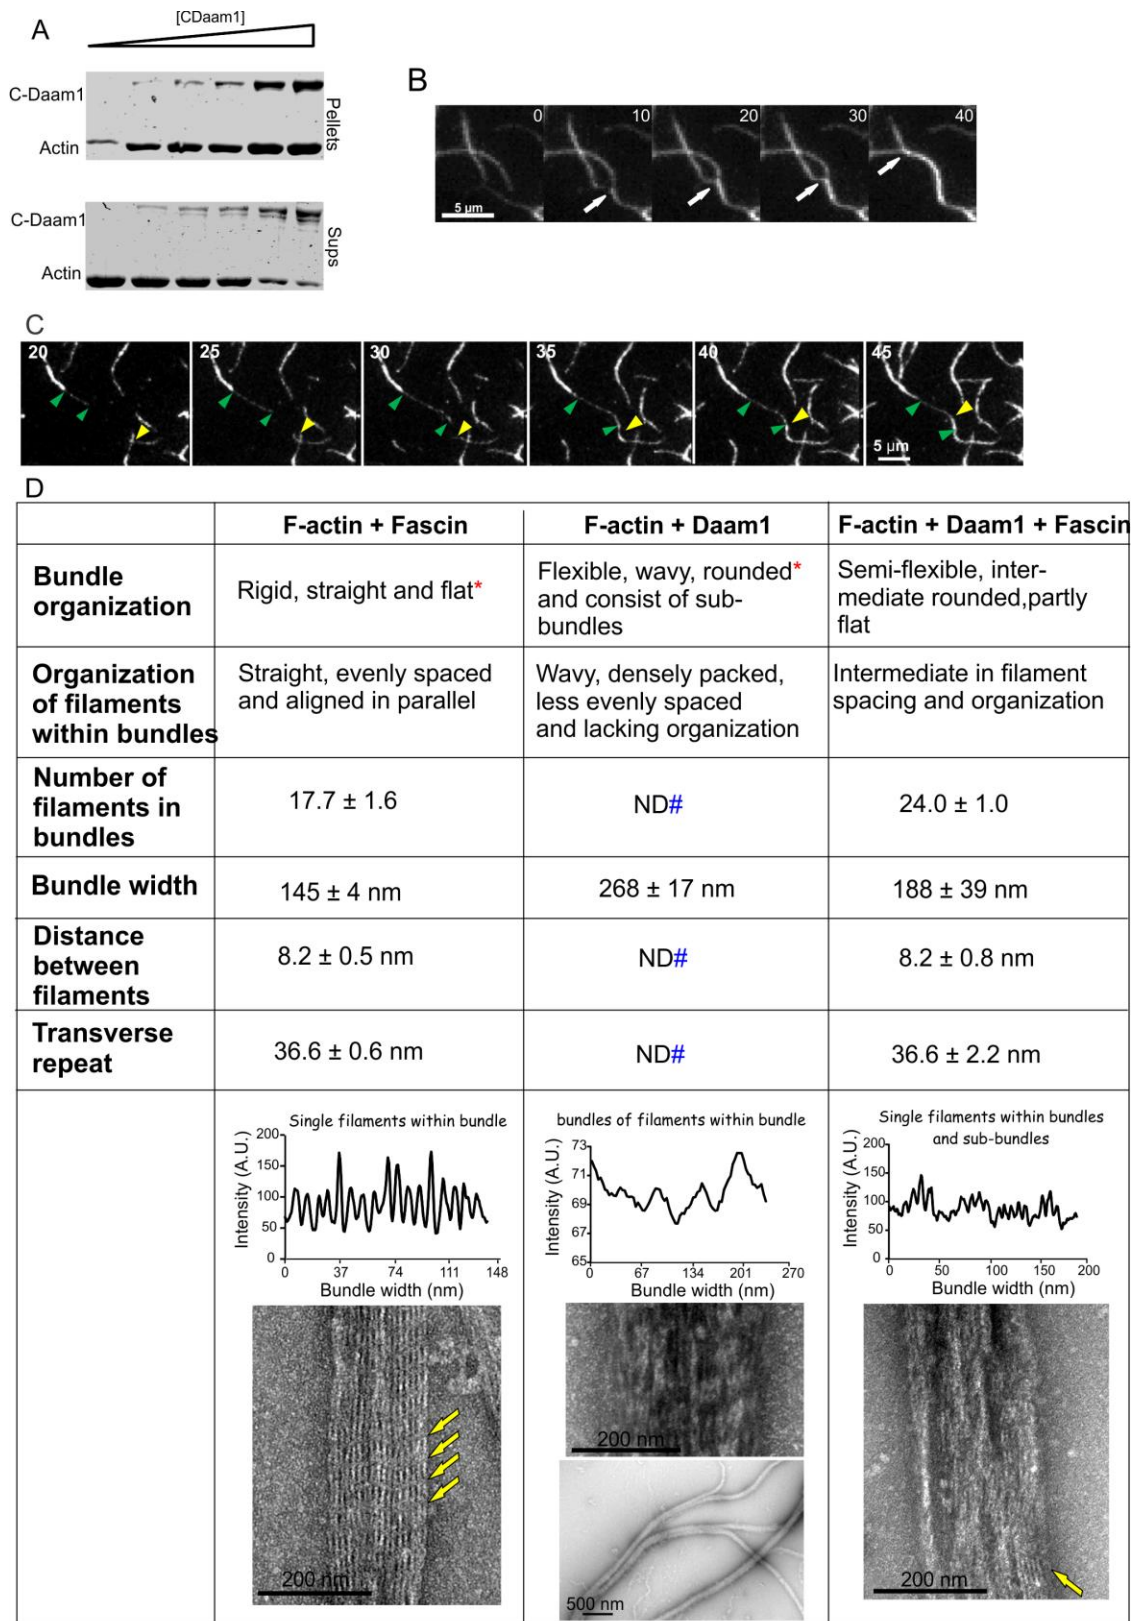 A
[CDaam1]
C-Daam1
Actin
Pellets
C-Daam1
Actin
Sups
B
0
10
20
30
40
5 µm
C
20
25
30
35
40
45
5 µm
D
F-actin + Fascin
F-actin + Daam1
F-actin + Daam1 + Fascin
Bundle
organization
Rigid, straight and flat*
Flexible, wavy, rounded*
and consist of sub-
bundles
Semi-flexible, inter-
mediate rounded,partly
flat
Organization
of filaments
within bundles
Straight, evenly spaced
and aligned in parallel
Wavy, densely packed,
less evenly spaced
and lacking organization
Intermediate in filament
spacing and organization
Number of
filaments in
bundles
17.7 ± 1.6
ND#
24.0 ± 1.0
Bundle width
145 ± 4 nm
268 ± 17 nm
188 ± 39 nm
Distance
between
filaments
8.2 ± 0.5 nm
ND#
8.2 ± 0.8 nm
Transverse
repeat
36.6 ± 0.6 nm
ND#
36.6 ± 2.2 nm
Single filaments within bundle
Intensity (A.U.)
200
150
100
50
0
0
37
74
111
148
Bundle width (nm)
200 nm
bundles of filaments within bundle
Intensity (A.U.)
73
71
69
67
65
0
67
134
201
270
Bundle width (nm)
200 nm
500 nm
Single filaments within bundles
and sub-bundles
Intensity (A.U.)
200
150
100
50
0
0
50
100
150
200
Bundle width (nm)
200 nm